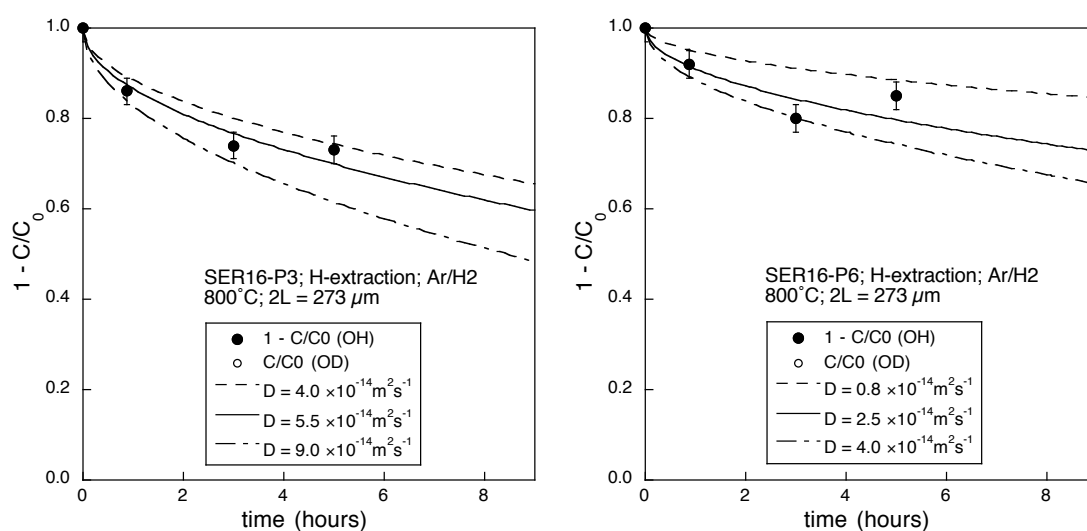 1.0
0.8
0.6
0.4
0.2
0.0
1 - C/C₀
SER16-P3; H-extraction; Ar/H2
800˚C; 2L = 273 µm
1 - C/C0 (OH)
C/C0 (OD)
D = 4.0 ×10⁻¹⁴m²s⁻¹
D = 5.5 ×10⁻¹⁴m²s⁻¹
D = 9.0 ×10⁻¹⁴m²s⁻¹
0 2 4 6 8
time (hours)
1.0
0.8
0.6
0.4
0.2
0.0
1 - C/C₀
SER16-P6; H-extraction; Ar/H2
800˚C; 2L = 273 µm
1 - C/C0 (OH)
C/C0 (OD)
D = 0.8 ×10⁻¹⁴m²s⁻¹
D = 2.5 ×10⁻¹⁴m²s⁻¹
D = 4.0 ×10⁻¹⁴m²s⁻¹
0 2 4 6 8
time (hours)